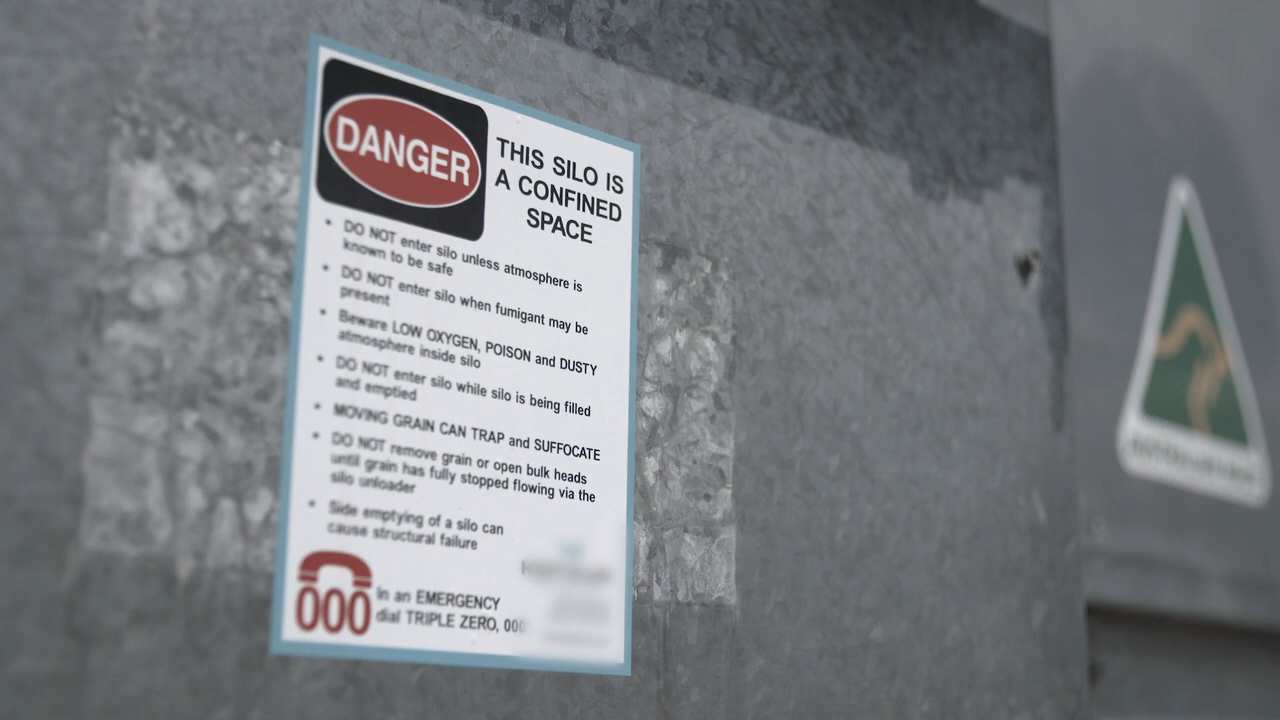 DANGER
THIS SILO IS
A CONFINED
SPACE
• DO NOT enter silo unless atmosphere is
known to be safe
• DO NOT enter silo when fumigant may be
present
• Beware LOW OXYGEN, POISON and DUSTY
atmosphere inside silo
• DO NOT enter silo while silo is being filled
and emptied
• MOVING GRAIN CAN TRAP and SUFFOCATE
• DO NOT remove grain or open bulk heads
until grain has fully stopped flowing via the
silo unloader
• Side emptying of a silo can
cause structural failure
000
In an EMERGENCY
dial TRIPLE ZERO, 000